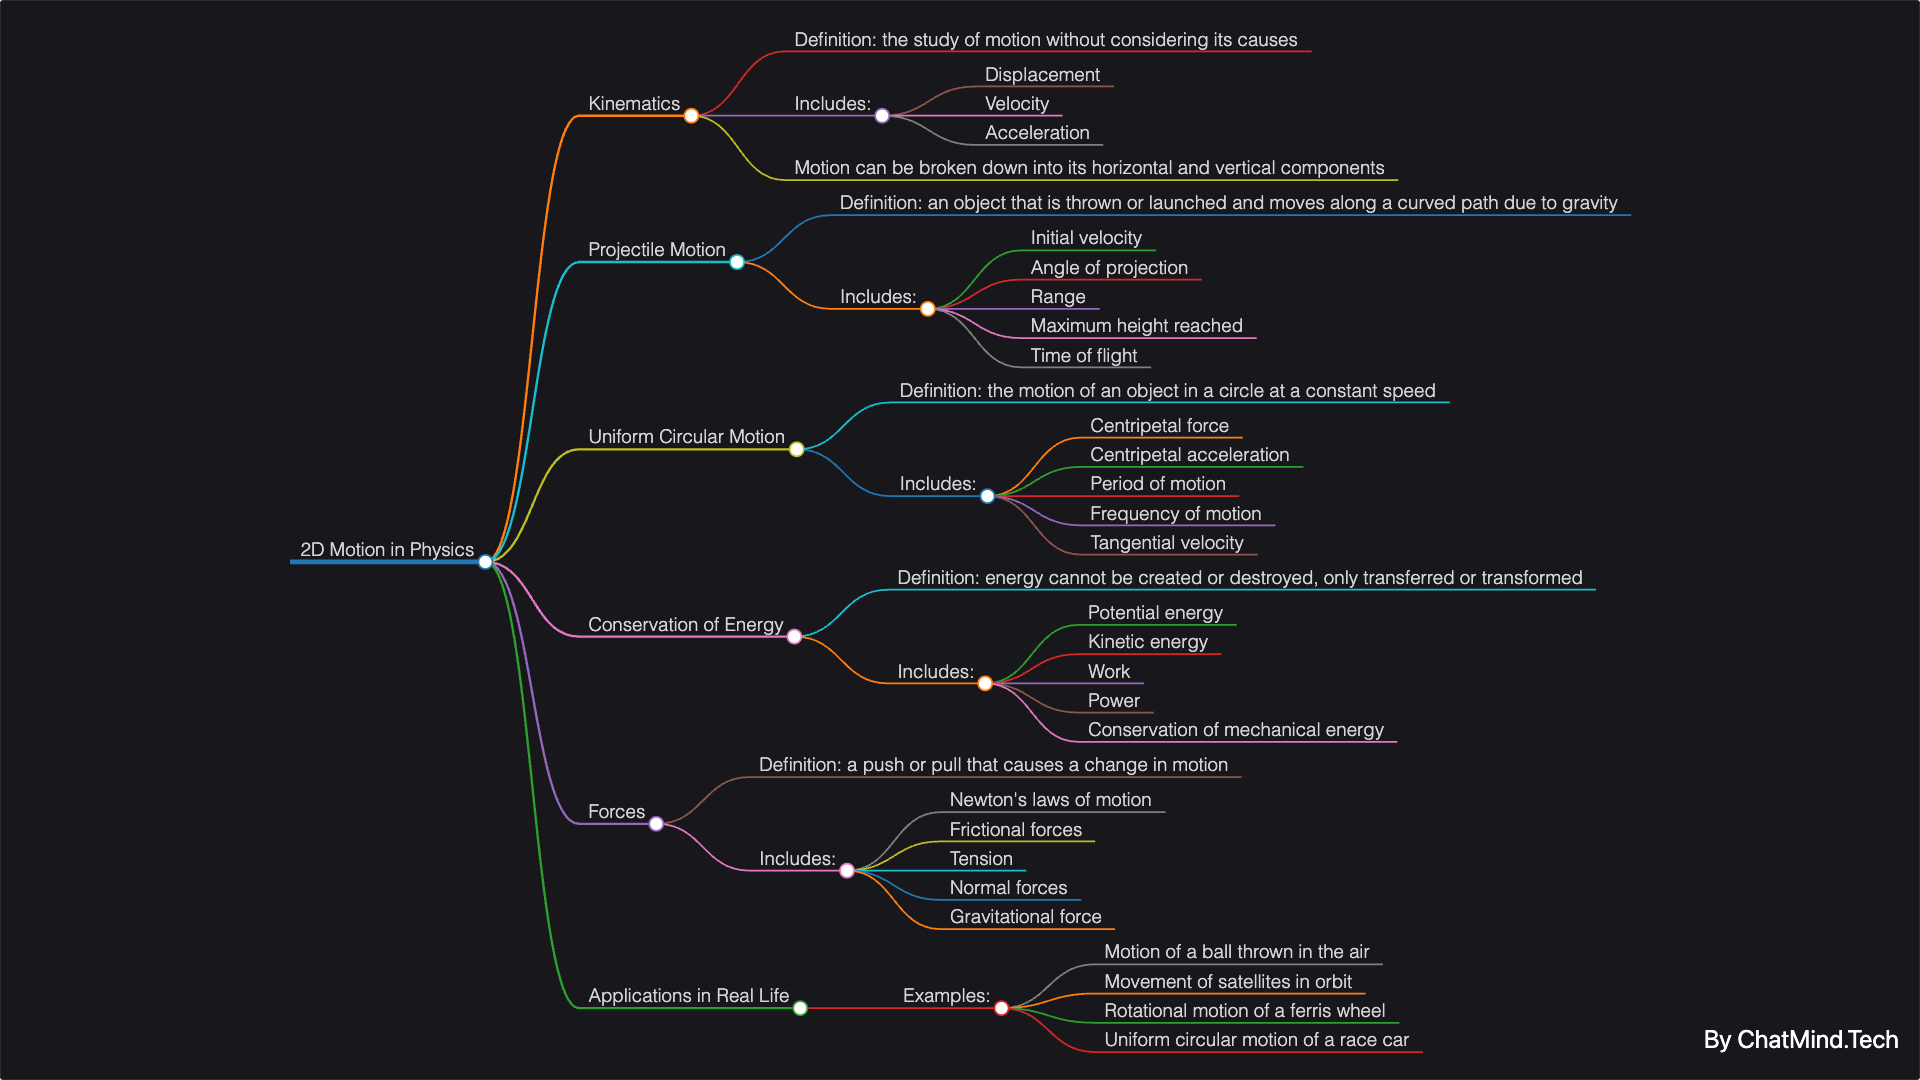 Definition: the study of motion without considering its causes
Displacement
Kinematics
Includes:
Velocity
Acceleration
Motion can be broken down into its horizontal and vertical components
Definition: an object that is thrown or launched and moves along a curved path due to gravity
Initial velocity
Projectile Motion
Angle of projection
Includes:
Range
Maximum height reached
Time of flight
Definition: the motion of an object in a circle at a constant speed
Centripetal force
Uniform Circular Motion
Centripetal acceleration
Includes:
Period of motion
Frequency of motion
Tangential velocity
2D Motion in Physics
Definition: energy cannot be created or destroyed, only transferred or transformed
Potential energy
Conservation of Energy
Kinetic energy
Includes:
Work
Power
Conservation of mechanical energy
Definition: a push or pull that causes a change in motion
Newton's laws of motion
Forces
Frictional forces
Includes:
Tension
Normal forces
Gravitational force
Motion of a ball thrown in the air
Movement of satellites in orbit
Applications in Real Life
Examples:
Rotational motion of a ferris wheel
Uniform circular motion of a race car
By ChatMind.Tech